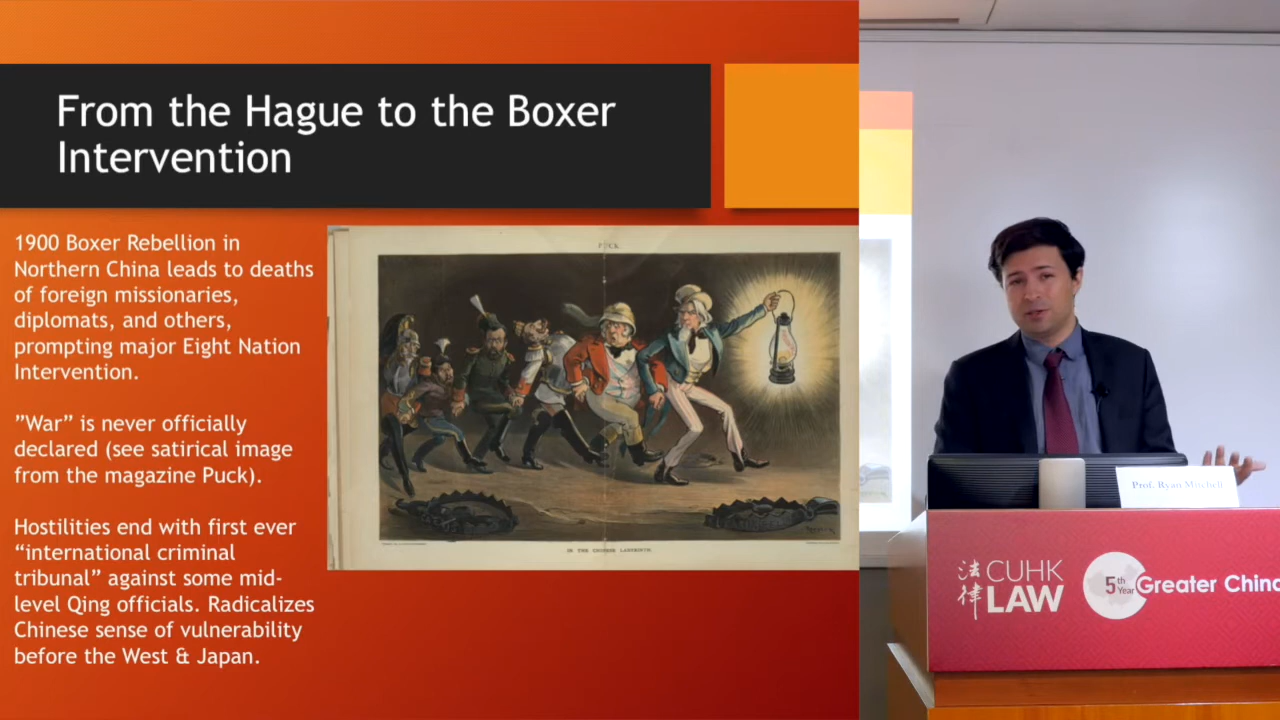 From the Hague to the Boxer
Intervention
1900 Boxer Rebellion in
Northern China leads to deaths
of foreign missionaries,
diplomats, and others,
prompting major Eight Nation
Intervention.
”War” is never officially
declared (see satirical image
from the magazine Puck).
Hostilities end with first ever
“international criminal
tribunal” against some mid-
level Qing officials. Radicalizes
Chinese sense of vulnerability
before the West & Japan.
PUCK.
IN THE CHINESE LABYRINTH.
Prof. Ryan Mitchell
法律
CUHK
LAW
5th
Year
Greater China